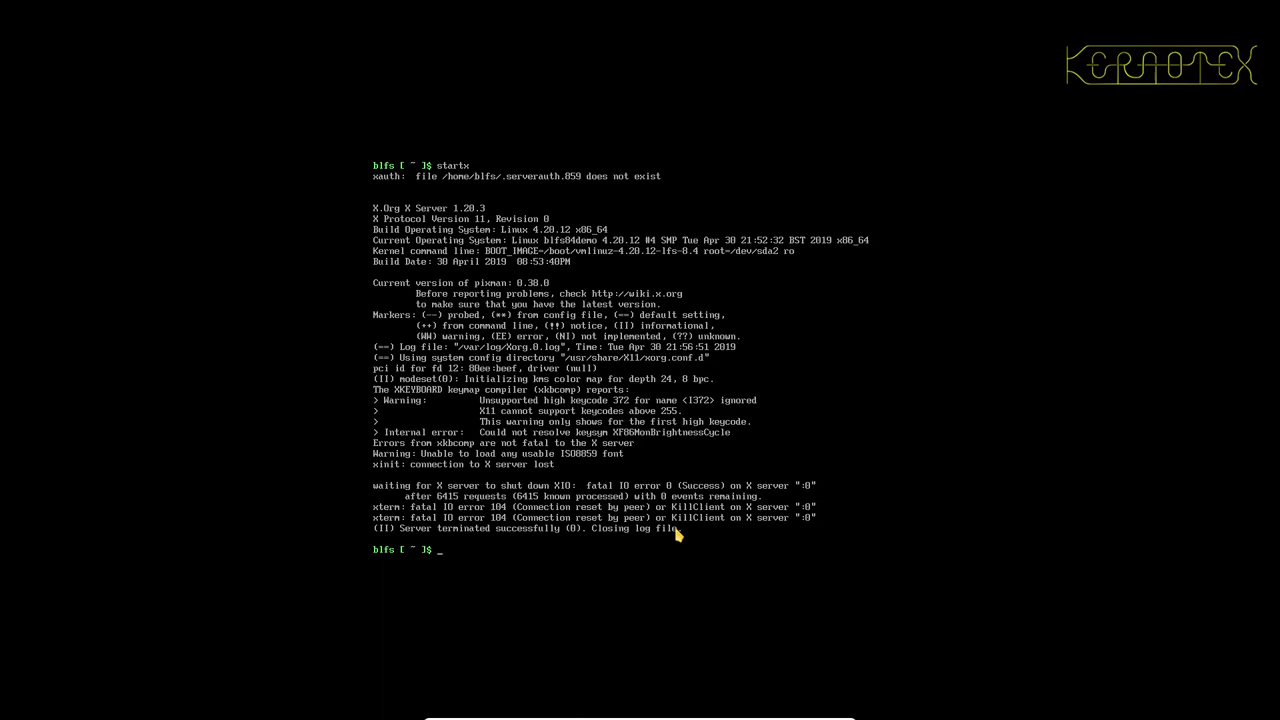 KERNOTEX
blfs [ ~ ]$ startx
xauth:  file /home/blfs/.serverauth.859 does not exist
X.Org X Server 1.20.3
X Protocol Version 11, Revision 0
Build Operating System: Linux 4.20.12 x86_64
Current Operating System: Linux blfs84demo 4.20.12 #4 SMP Tue Apr 30 21:52:32 BST 2019 x86_64
Kernel command line: BOOT_IMAGE=/boot/vmlinuz-4.20.12-lfs-8.4 root=/dev/sda2 ro
Build Date: 30 April 2019  08:53:40PM
Current version of pixman: 0.38.0
Before reporting problems, check http://wiki.x.org
to make sure that you have the latest version.
Markers: (--) probed, (**) from config file, (==) default setting,
(++) from command line, (!!) notice, (II) informational,
(WW) warning, (EE) error, (NI) not implemented, (??) unknown.
(==) Log file: "/var/log/Xorg.0.log", Time: Tue Apr 30 21:56:51 2019
(==) Using system config directory "/usr/share/X11/xorg.conf.d"
pci id for fd 12: 80ee:beef, driver (null)
(II) modeset(0): Initializing kms color map for depth 24, 8 bpc.
The XKEYBOARD keymap compiler (xkbcomp) reports:
> Warning:          Unsupported high keycode 372 for name <I372> ignored
>                   X11 cannot support keycodes above 255.
>                   This warning only shows for the first high keycode.
> Internal error:   Could not resolve keysym XF86MonBrightnessCycle
Errors from xkbcomp are not fatal to the X server
Warning: Unable to load any usable ISO8859 font
xinit: connection to X server lost
waiting for X server to shut down XIO:  fatal IO error 0 (Success) on X server ":0"
after 6415 requests (6415 known processed) with 0 events remaining.
xterm: fatal IO error 104 (Connection reset by peer) or KillClient on X server ":0"
xterm: fatal IO error 104 (Connection reset by peer) or KillClient on X server ":0"
(II) Server terminated successfully (0). Closing log file.
blfs [ ~ ]$ _